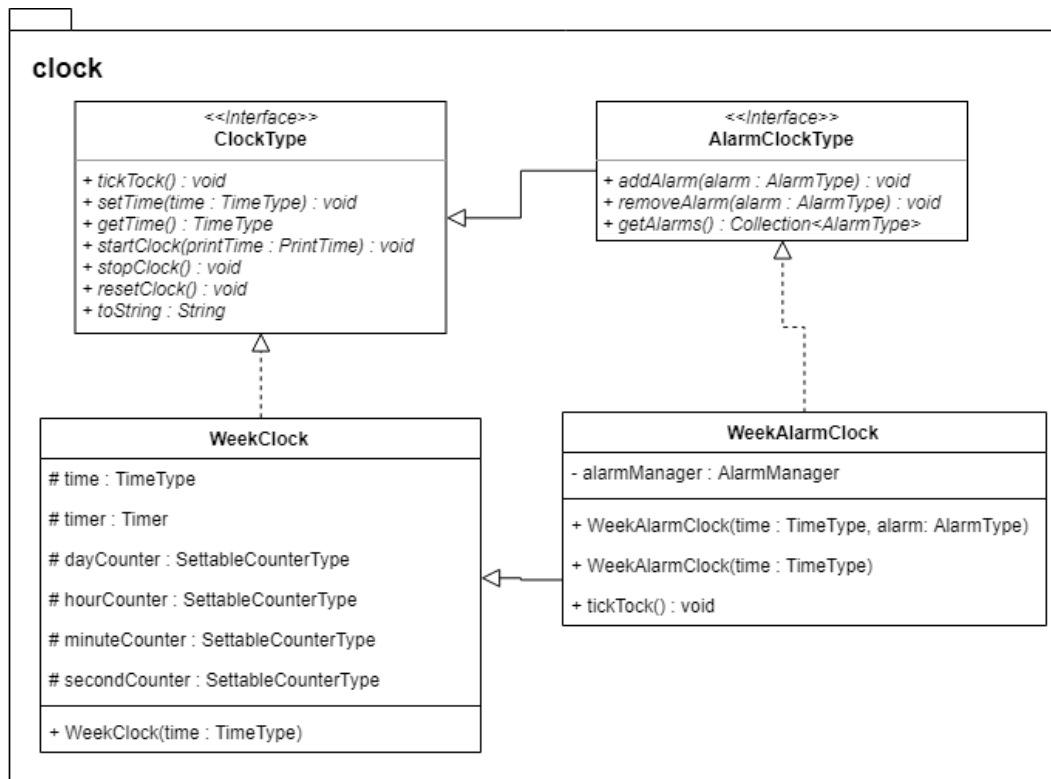 clock
<<Interface>>
ClockType
+ tickTock() : void
+ setTime(time : TimeType) : void
+ getTime() : TimeType
+ startClock(printTime : PrintTime) : void
+ stopClock() : void
+ resetClock() : void
+ toString : String
<<Interface>>
AlarmClockType
+ addAlarm(alarm : AlarmType) : void
+ removeAlarm(alarm : AlarmType) : void
+ getAlarms() : Collection<AlarmType>
WeekClock
# time : TimeType
# timer : Timer
# dayCounter : SettableCounterType
# hourCounter : SettableCounterType
# minuteCounter : SettableCounterType
# secondCounter : SettableCounterType
+ WeekClock(time : TimeType)
WeekAlarmClock
- alarmManager : AlarmManager
+ WeekAlarmClock(time : TimeType, alarm: AlarmType)
+ WeekAlarmClock(time : TimeType)
+ tickTock() : void